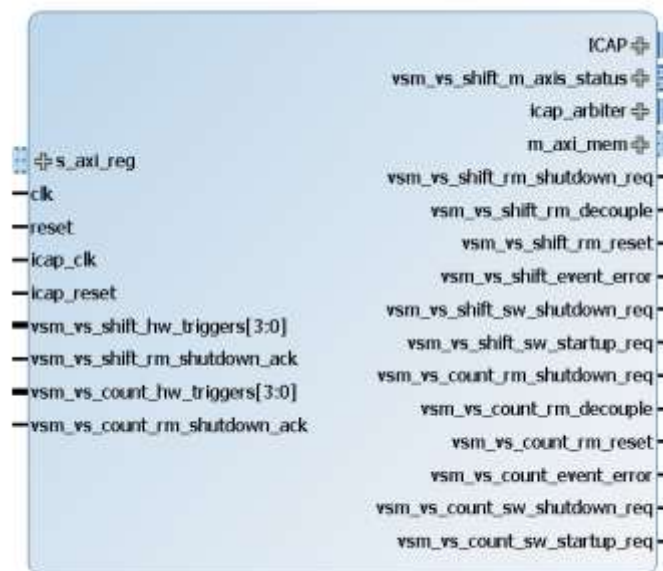 s_axi_reg
clk
reset
icap_clk
icap_reset
vsm_vs_shift_hw_triggers[3:0]
vsm_vs_shift_rm_shutdown_ack
vsm_vs_count_hw_triggers[3:0]
vsm_vs_count_rm_shutdown_ack
ICAP
vsm_vs_shift_m_axis_status
icap_arbiter
m_axi_mem
vsm_vs_shift_rm_shutdown_req
vsm_vs_shift_rm_decouple
vsm_vs_shift_rm_reset
vsm_vs_shift_event_error
vsm_vs_shift_sw_shutdown_req
vsm_vs_shift_sw_startup_req
vsm_vs_count_rm_shutdown_req
vsm_vs_count_rm_decouple
vsm_vs_count_rm_reset
vsm_vs_count_event_error
vsm_vs_count_sw_shutdown_req
vsm_vs_count_sw_startup_req